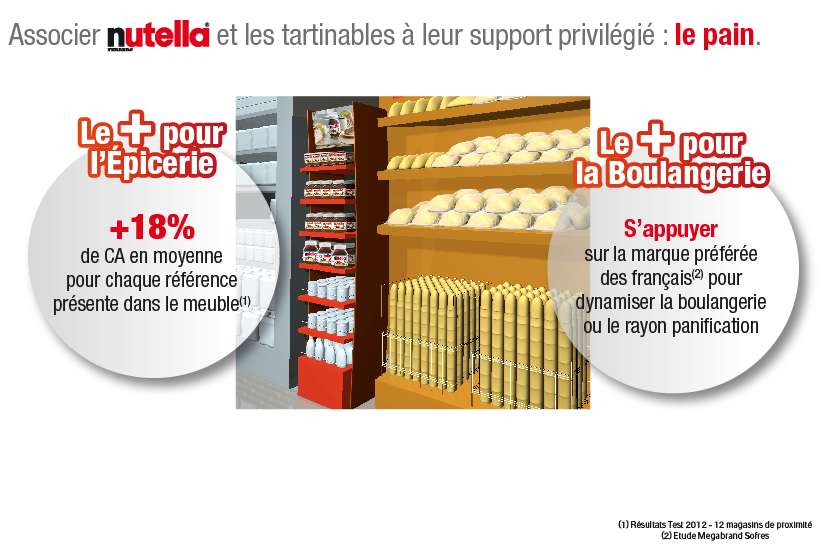 Associer nutella et les tartinables à leur support privilégié : le pain.
FERRERO
Le + pour
l'Épicerie
+18%
de CA en moyenne
pour chaque référence
présente dans le meuble(1)
Le + pour
la Boulangerie
S'appuyer
sur la marque préférée
des français(2) pour
dynamiser la boulangerie
ou le rayon panification
(1) Résultats Test 2012 - 12 magasins de proximité
(2) Etude Megabrand Sofres